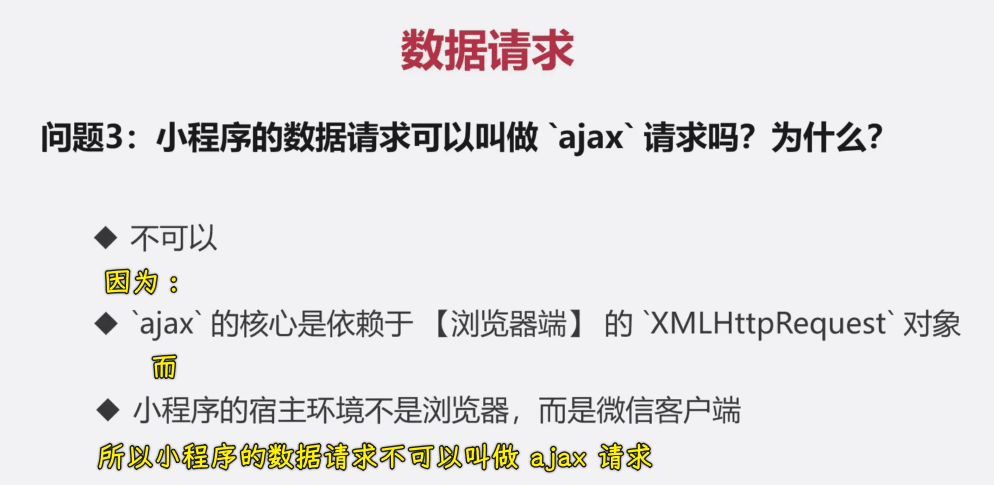 数据请求
问题3：小程序的数据请求可以叫做 `ajax` 请求吗？为什么？
◆ 不可以
因为：
◆ `ajax` 的核心是依赖于 【浏览器端】 的 `XMLHttpRequest` 对象
而
◆ 小程序的宿主环境不是浏览器，而是微信客户端
所以小程序的数据请求不可以叫做 ajax 请求